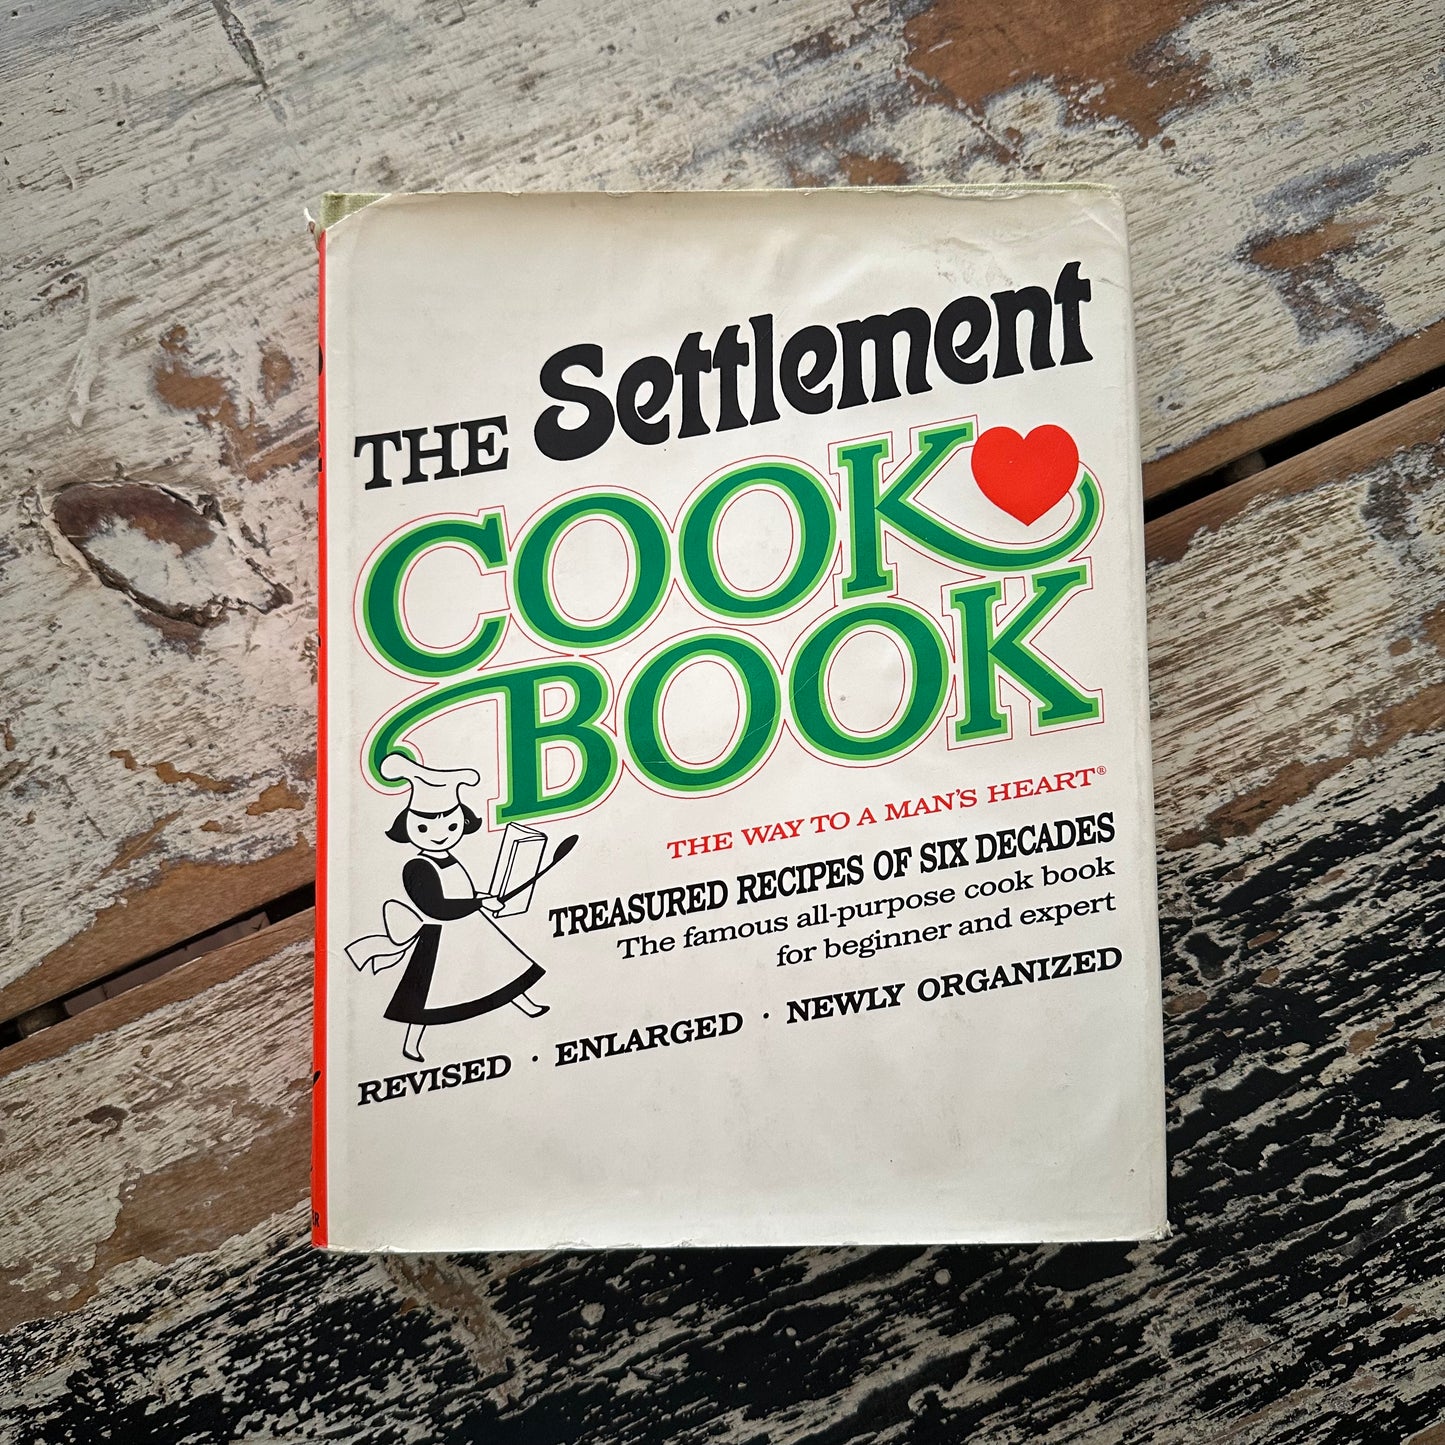 THE Settlement
COOK
BOOK
THE WAY TO A MAN'S HEART®
TREASURED RECIPES OF SIX DECADES
The famous all-purpose cook book
for beginner and expert
REVISED · ENLARGED · NEWLY ORGANIZED